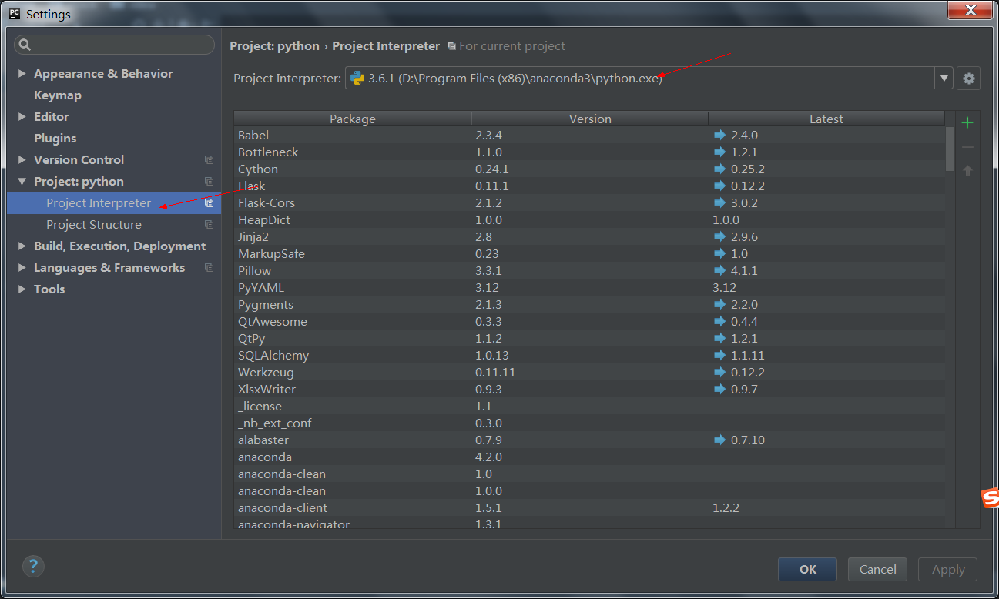 PC Settings
Project: python › Project Interpreter For current project
Appearance & Behavior
Keymap
Editor
Plugins
Version Control
Project: python
Project Interpreter
Project Structure
Build, Execution, Deployment
Languages & Frameworks
Tools
Project Interpreter: 3.6.1 (D:\Program Files (x86)\anaconda3\python.exe)
Package Version Latest
Babel 2.3.4 2.4.0
Bottleneck 1.1.0 1.2.1
Cython 0.24.1 0.25.2
Flask 0.11.1 0.12.2
Flask-Cors 2.1.2 3.0.2
HeapDict 1.0.0 1.0.0
Jinja2 2.8 2.9.6
MarkupSafe 0.23 1.0
Pillow 3.3.1 4.1.1
PyYAML 3.12 3.12
Pygments 2.1.3 2.2.0
QtAwesome 0.3.3 0.4.4
QtPy 1.1.2 1.2.1
SQLAlchemy 1.0.13 1.1.11
Werkzeug 0.11.11 0.12.2
XlsxWriter 0.9.3 0.9.7
_license 1.1
_nb_ext_conf 0.3.0
alabaster 0.7.9 0.7.10
anaconda 4.2.0
anaconda-clean 1.0
anaconda-clean 1.0.0
anaconda-client 1.5.1 1.2.2
anaconda-navigator 1.3.1
? OK Cancel Apply
S